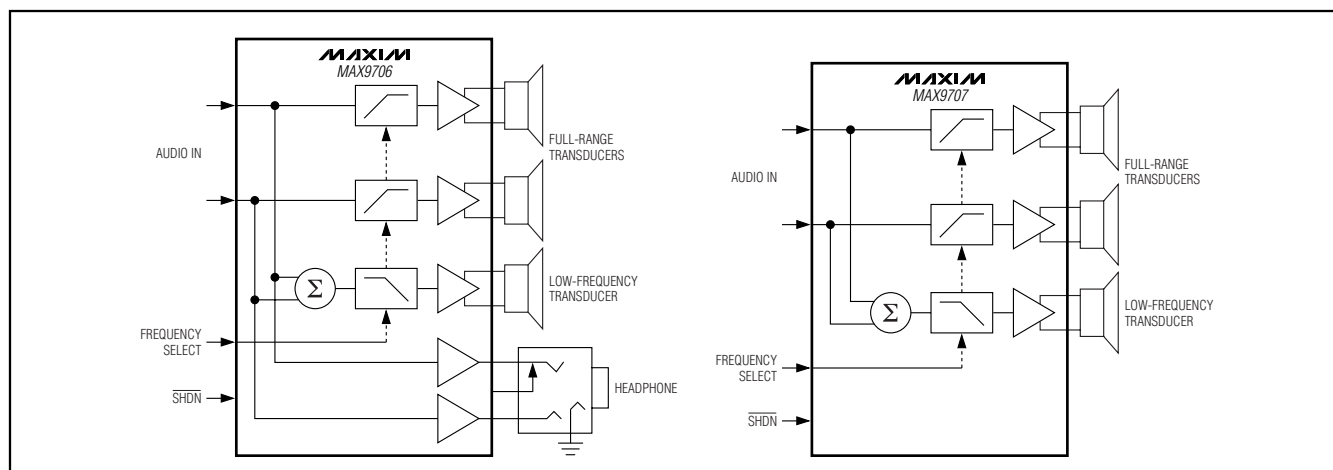 MAXIM
MAX9706
AUDIO IN
FULL-RANGE
TRANSDUCERS
Σ
LOW-FREQUENCY
TRANSDUCER
FREQUENCY
SELECT
SHDN
HEADPHONE
MAXIM
MAX9707
AUDIO IN
FULL-RANGE
TRANSDUCERS
Σ
LOW-FREQUENCY
TRANSDUCER
FREQUENCY
SELECT
SHDN